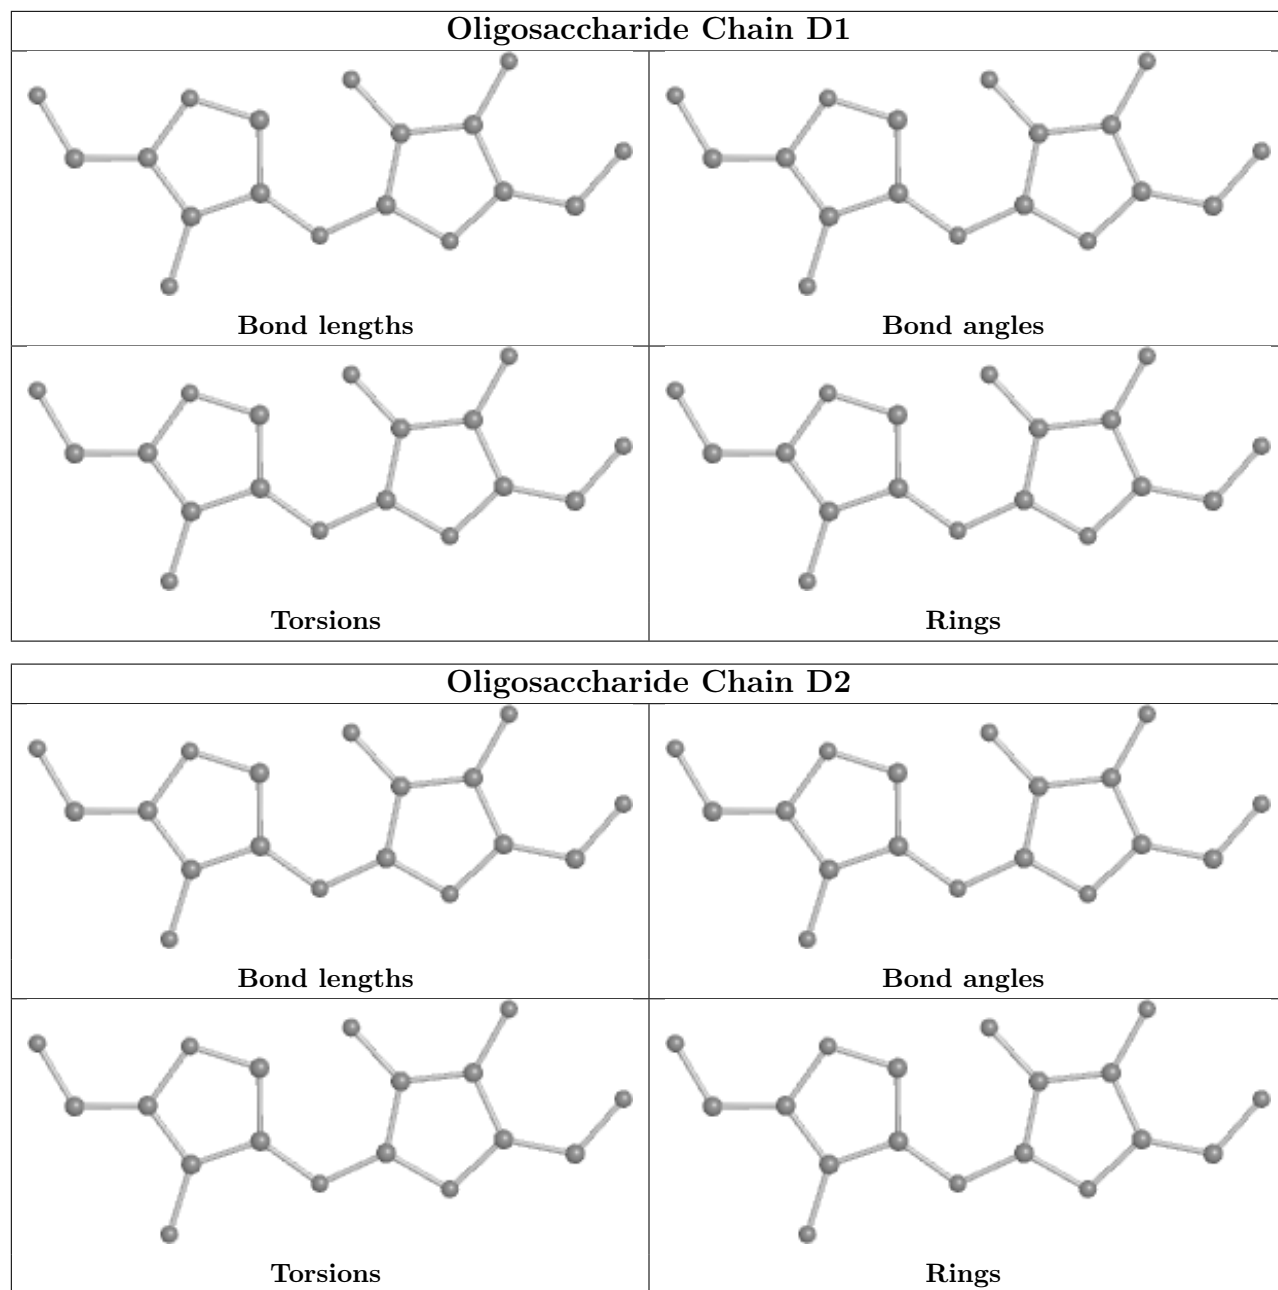 Oligosaccharide Chain D1
Bond lengths
Bond angles
Torsions
Rings
Oligosaccharide Chain D2
Bond lengths
Bond angles
Torsions
Rings